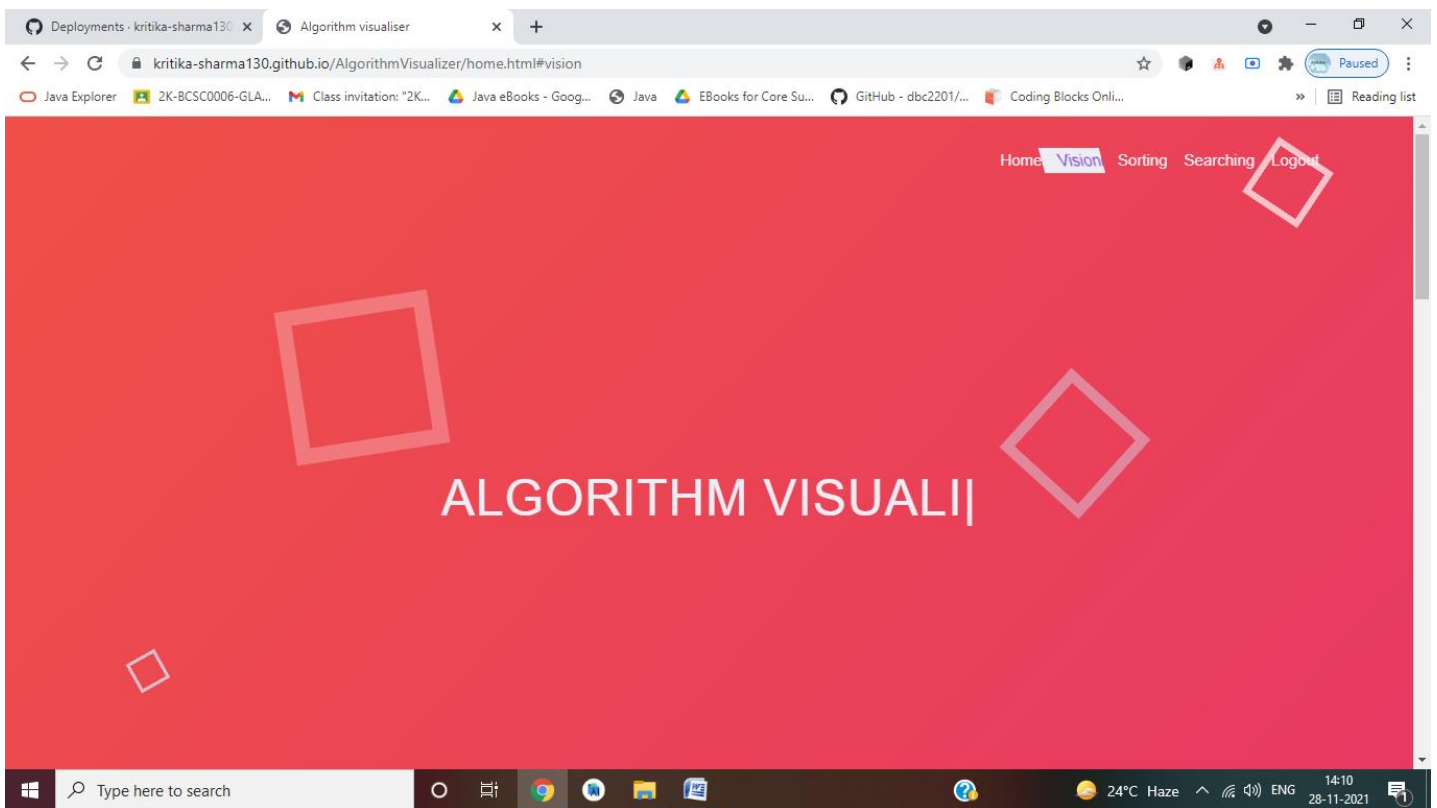 Deployments · kritika-sharma130 Algorithm visualiser
kritika-sharma130.github.io/AlgorithmVisualizer/home.html#vision Paused
Java Explorer 2K-BCSC0006-GLA... Class invitation: "2K... Java eBooks - Goog... Java EBooks for Core Su... GitHub - dbc2201/... Coding Blocks Onli... » Reading list
Home Vision Sorting Searching Logout
ALGORITHM VISUALI|
Type here to search 24°C Haze ENG 14:10
28-11-2021